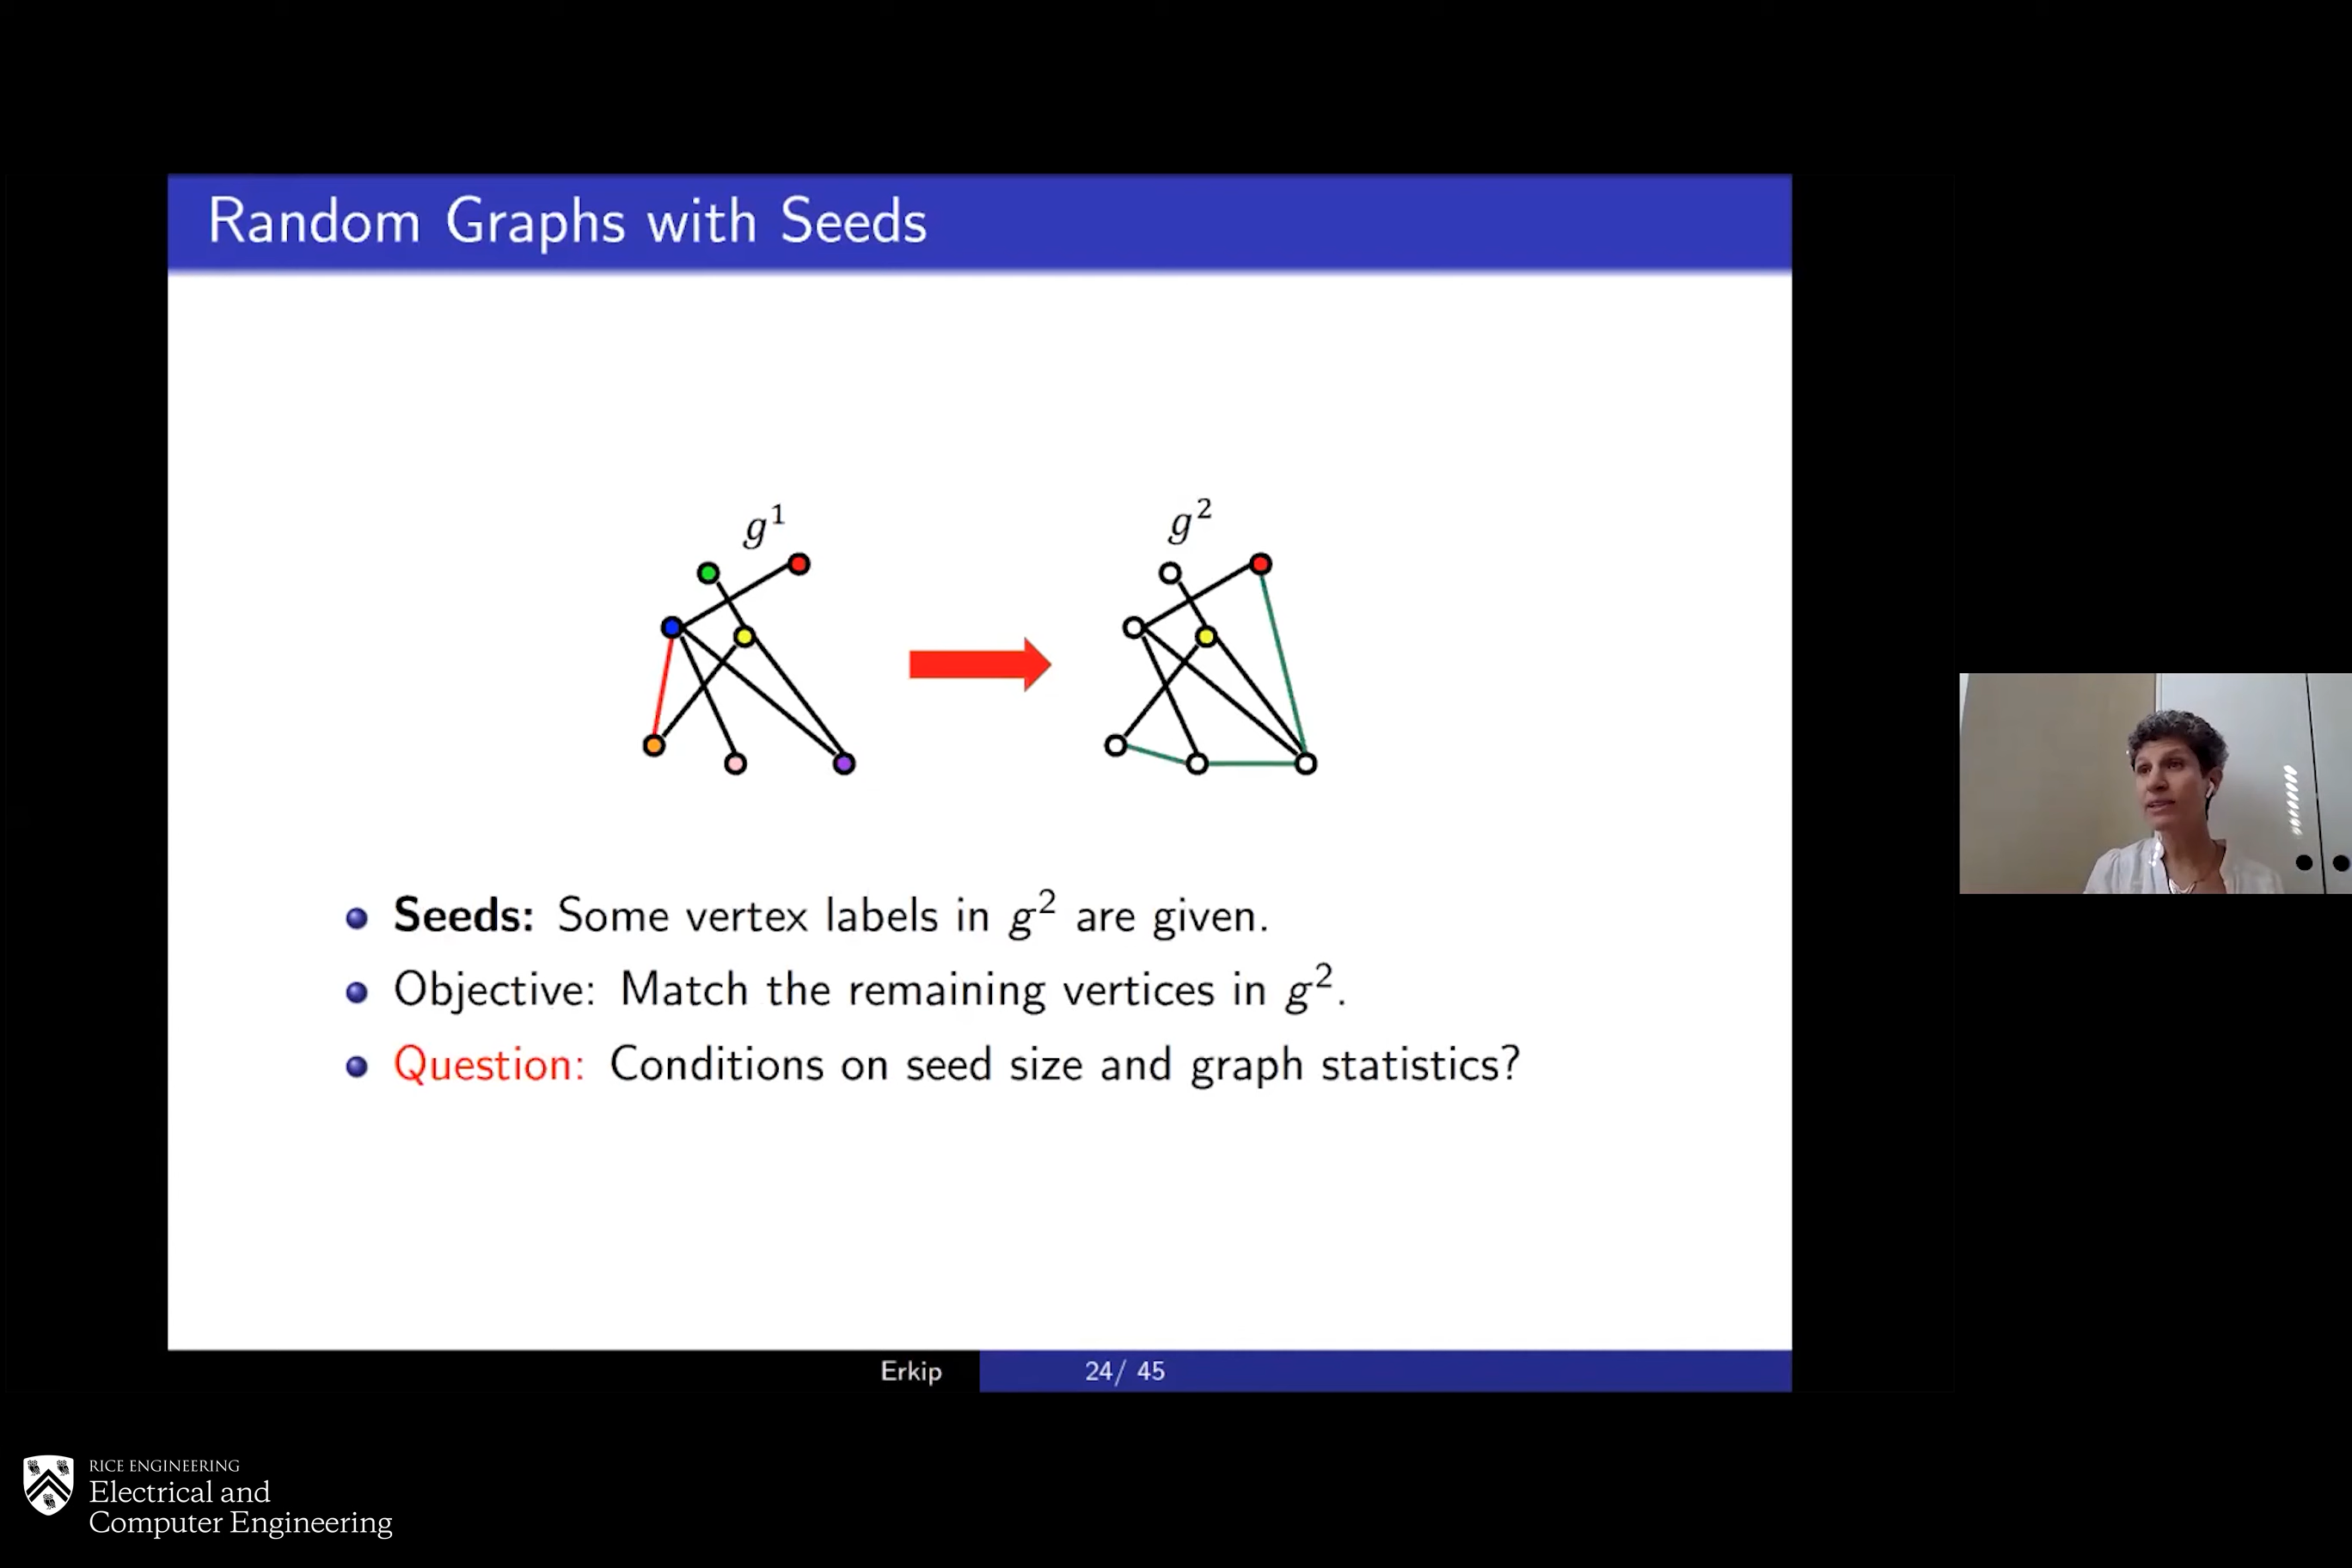 Random Graphs with Seeds
g¹
g²
Seeds: Some vertex labels in g² are given.
Objective: Match the remaining vertices in g².
Question: Conditions on seed size and graph statistics?
Erkip
24/ 45
RICE ENGINEERING
Electrical and
Computer Engineering